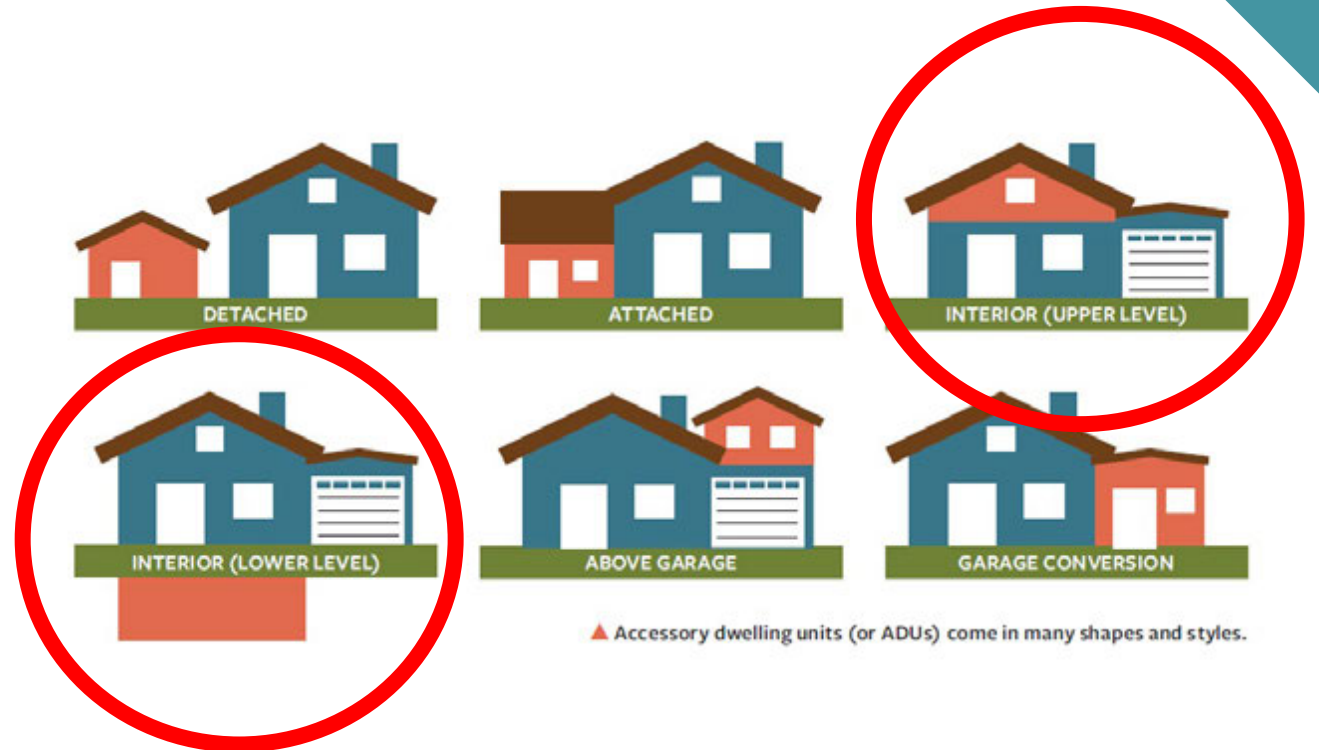 DETACHED
ATTACHED
INTERIOR (UPPER LEVEL)
INTERIOR (LOWER LEVEL)
ABOVE GARAGE
GARAGE CONVERSION
▲ Accessory dwelling units (or ADUs) come in many shapes and styles.